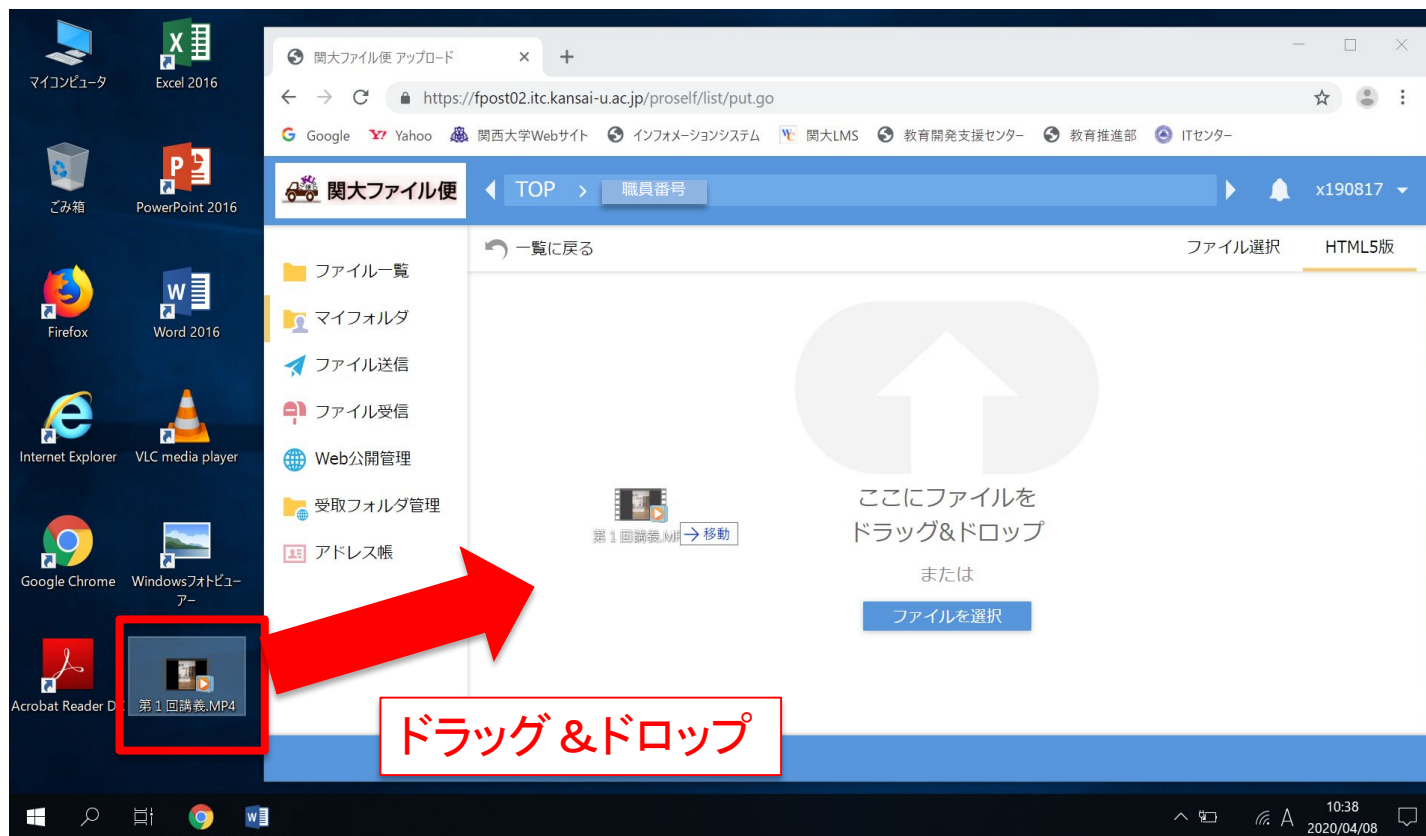 マイコンピュータ
Excel 2016
ごみ箱
PowerPoint 2016
Firefox
Word 2016
Internet Explorer
VLC media player
Google Chrome
Windowsフォトビュー
アー
Acrobat Reader D
第1回講義.MP4
関大ファイル便 アップロード
https://fpost02.itc.kansai-u.ac.jp/proself/list/put.go
Google
Yahoo
関西大学Webサイト
インフォメーションシステム
関大LMS
教育開発支援センター
教育推進部
ITセンター
関大ファイル便
TOP > 職員番号
x190817
一覧に戻る
ファイル選択
HTML5版
ファイル一覧
マイフォルダ
ファイル送信
ファイル受信
Web公開管理
受取フォルダ管理
アドレス帳
第1回講義.MP
→移動
ここにファイルを
ドラッグ&ドロップ
または
ファイルを選択
ドラッグ &ドロップ
A
10:38
2020/04/08